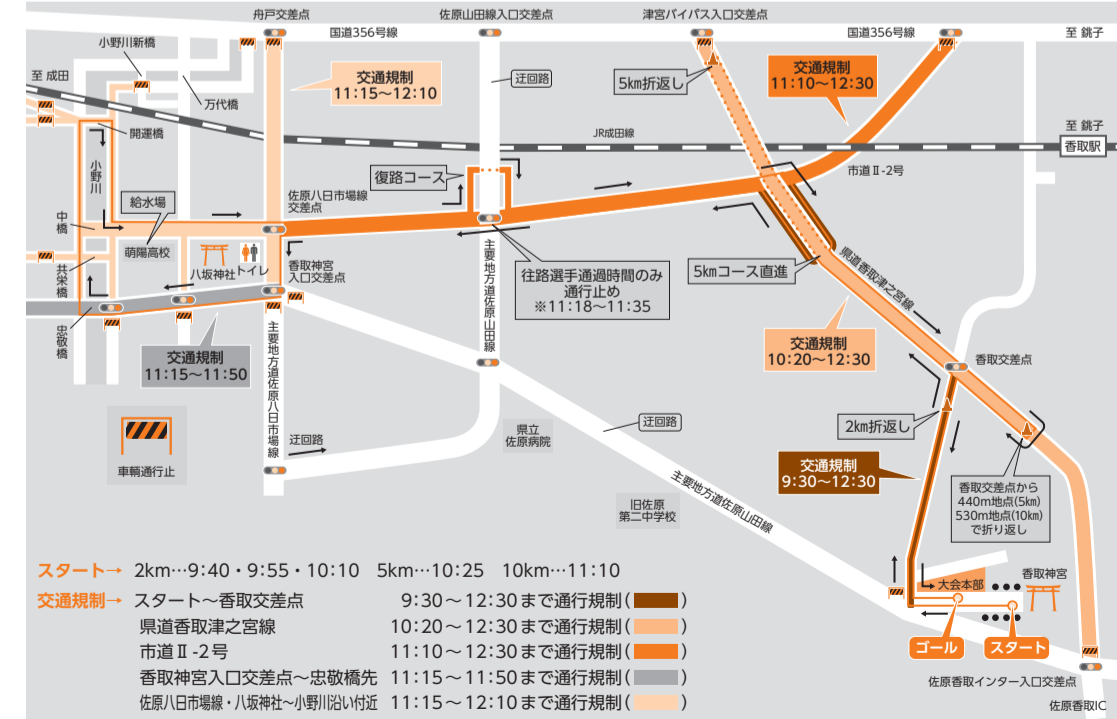 舟戸交差点
佐原山田線入口交差点
津宮バイパス入口交差点
国道356号線
国道356号線
至 銚子
小野川新橋
至 成田
万代橋
交通規制
11:15〜12:10
迂回路
5km折返し
交通規制
11:10〜12:30
開運橋
JR成田線
至 銚子
香取駅
小野川
復路コース
市道Ⅱ-2号
給水場
佐原八日市場線
交差点
中橋
萌陽高校
八坂神社
トイレ
香取神宮
入口交差点
共栄橋
忠敬橋
主要地方道佐原山田線
往路選手通過時間のみ
通行止め
※11:18〜11:35
5kmコース直進
県道香取津之宮線
交通規制
11:15〜11:50
主要地方道佐原八日市場線
交通規制
10:20〜12:30
香取交差点
車輌通行止
迂回路
県立
佐原病院
迂回路
2km折返し
交通規制
9:30〜12:30
主要地方道佐原山田線
旧佐原
第二中学校
香取交差点から
440m地点(5km)
530m地点(10km)
で折り返し
大会本部
香取神宮
ゴール
スタート
佐原香取インター入口交差点
佐原香取IC
スタート→ 2km…9:40・9:55・10:10 5km…10:25 10km…11:10
交通規制→ スタート〜香取交差点 9:30〜12:30まで通行規制( )
県道香取津之宮線 10:20〜12:30まで通行規制( )
市道Ⅱ-2号 11:10〜12:30まで通行規制( )
香取神宮入口交差点〜忠敬橋先 11:15〜11:50まで通行規制( )
佐原八日市場線・八坂神社〜小野川沿い付近 11:15〜12:10まで通行規制( )